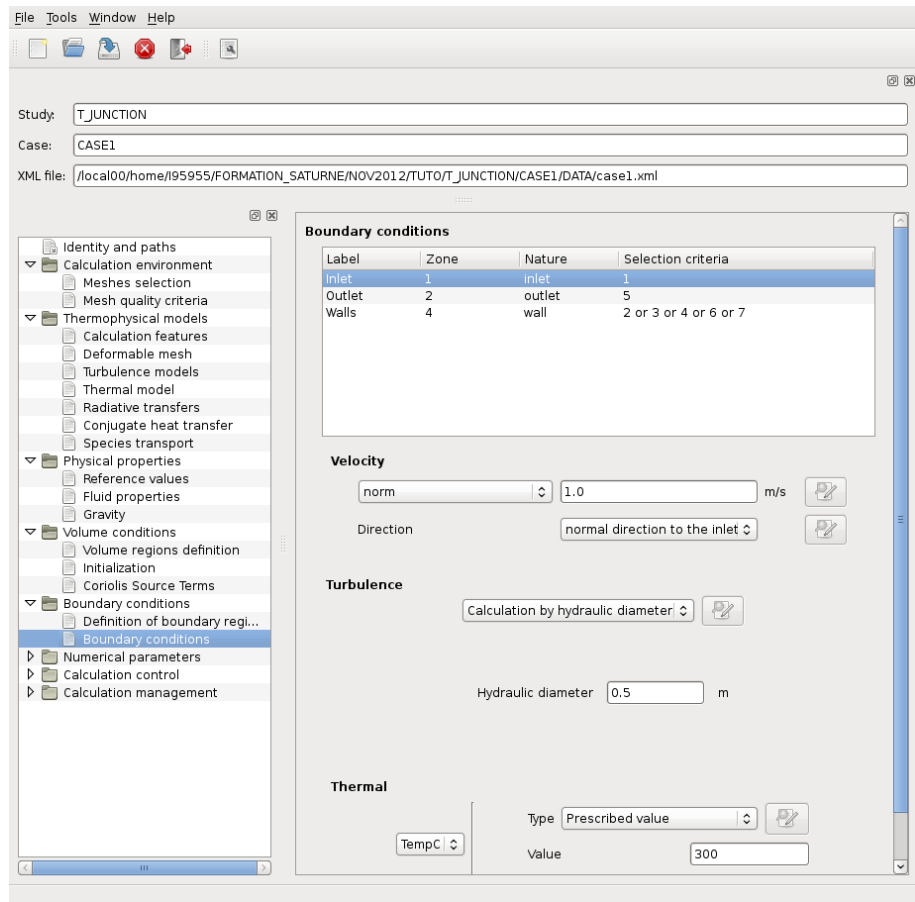 File Tools Window Help
Study: T_JUNCTION
Case: CASE1
XML file: /local00/home/I95955/FORMATION_SATURNE/NOV2012/TUTO/T_JUNCTION/CASE1/DATA/case1.xml
Identity and paths
Calculation environment
Meshes selection
Mesh quality criteria
Thermophysical models
Calculation features
Deformable mesh
Turbulence models
Thermal model
Radiative transfers
Conjugate heat transfer
Species transport
Physical properties
Reference values
Fluid properties
Gravity
Volume conditions
Volume regions definition
Initialization
Coriolis Source Terms
Boundary conditions
Definition of boundary regi...
Boundary conditions
Numerical parameters
Calculation control
Calculation management
Boundary conditions
Label Zone Nature Selection criteria
Inlet 1 inlet 1
Outlet 2 outlet 5
Walls 4 wall 2 or 3 or 4 or 6 or 7
Velocity
norm 1.0 m/s
Direction normal direction to the inlet
Turbulence
Calculation by hydraulic diameter
Hydraulic diameter 0.5 m
Thermal
Type Prescribed value
TempC
Value 300